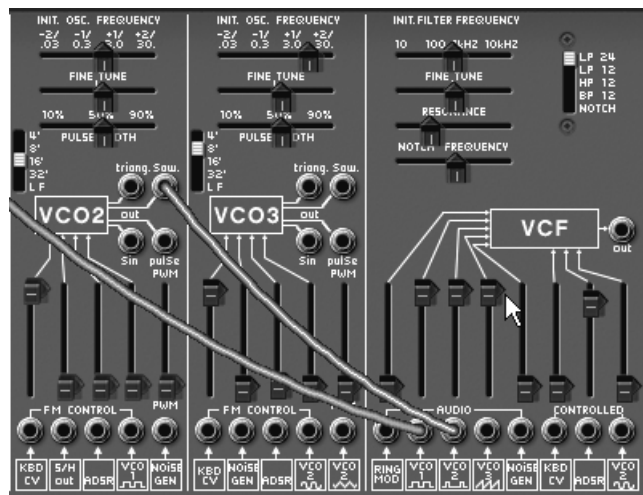 INIT. OSC. FREQUENCY
-2/ -1/ +1/ +2/
.03 0.3 3.0 30.
FINE TUNE
10% 50% 90%
PULSE
4'
8'
16'
32'
L F
triang. Saw.
VCO2
out
Sin pulse
PWM
PWM
FM CONTROL
KBD CV
S/H out
ADSR
VCO 1
NOiSE GEN
INIT. OSC. FREQUENCY
-2/ -1/ +1/ +2/
.03 0.3 3.0 30.
FINE TUNE
10% 50% 90%
PULSE
4'
8'
16'
32'
L F
triang. Saw.
VCO3
out
Sin pulse
PWM
FM CONTROL
KBD CV
NOiSE GEN
ADSR
VCO 2
VCO 2
INIT. FILTER FREQUENCY
10 100 1kHZ 10kHZ
FINE TUNE
RESONANCE
NOTCH FREQUENCY
LP 24
LP 12
HP 12
BP 12
NOTCH
VCF
out
AUDIO
CONTROLLED
RING MOD
VCO 1
VCO 2
VCO 3
NOiSE GEN
KBD CV
ADSR
VCO 2